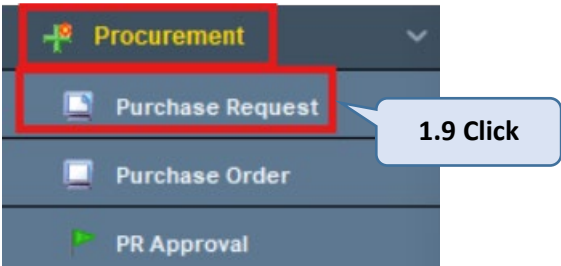 Procurement
Purchase Request
1.9 Click
Purchase Order
PR Approval